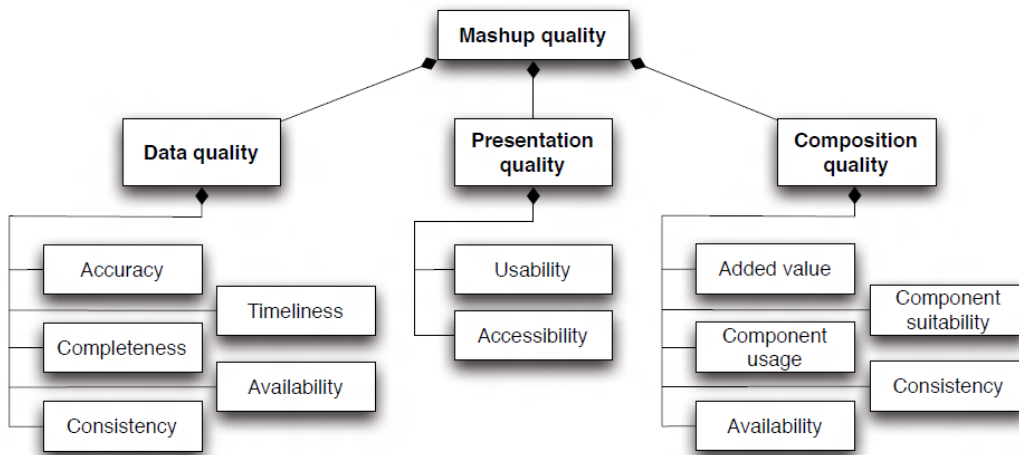 Mashup quality
Data quality
Presentation
quality
Composition
quality
Accuracy
Timeliness
Completeness
Availability
Consistency
Usability
Accessibility
Added value
Component
suitability
Component
usage
Consistency
Availability